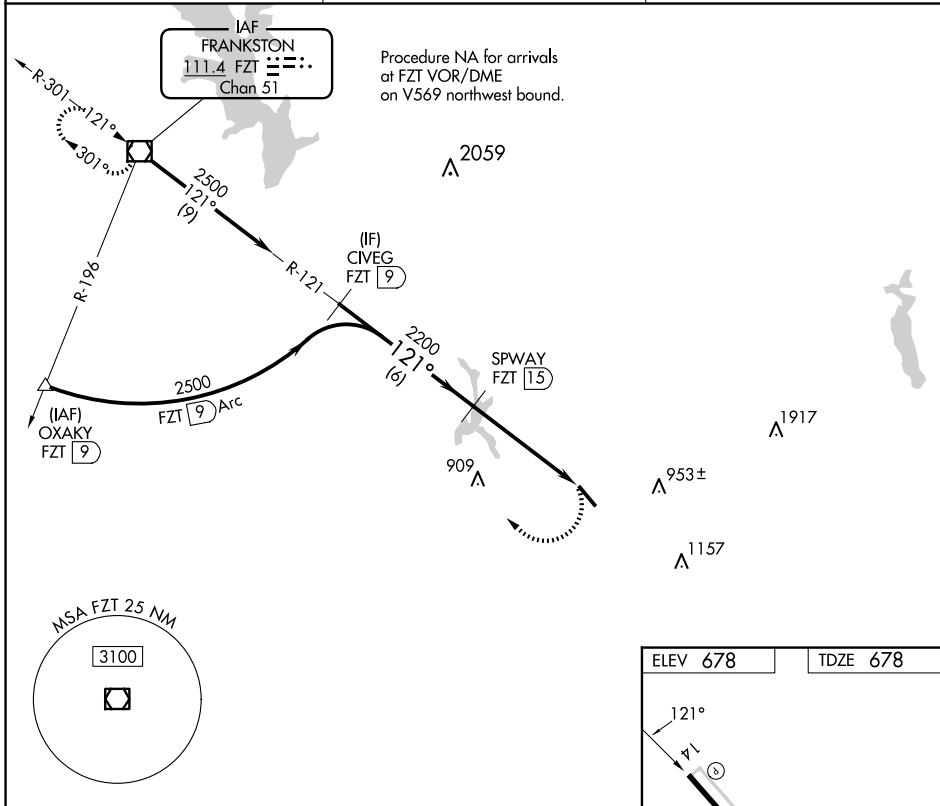 IAF
FRANKSTON
111.4 FZT
Chan 51
Procedure NA for arrivals
at FZT VOR/DME
on V569 northwest bound.
R-301
121°
301°
2059
2500
121°
(9)
R-196
R-121
(IF)
CIVEG
FZT 9
2200
121°
(6)
SPWAY
FZT 15
2500
FZT 9 Arc
(IAF)
OXAKY
FZT 9
1917
909
953±
1157
MSA FZT 25 NM
3100
ELEV 678
TDZE 678
121°
14
P